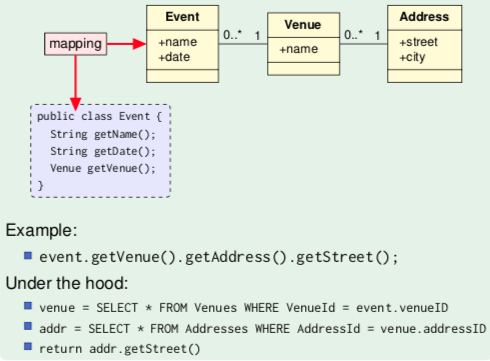 Event
+name
+date
0..* 1
Venue
+name
0..* 1
Address
+street
+city
mapping
public class Event {
String getName();
String getDate();
Venue getVenue();
}
Example:
event.getVenue().getAddress().getStreet();
Under the hood:
venue = SELECT * FROM Venues WHERE VenueId = event.venueID
addr = SELECT * FROM Addresses WHERE AddressId = venue.addressID
return addr.getStreet()